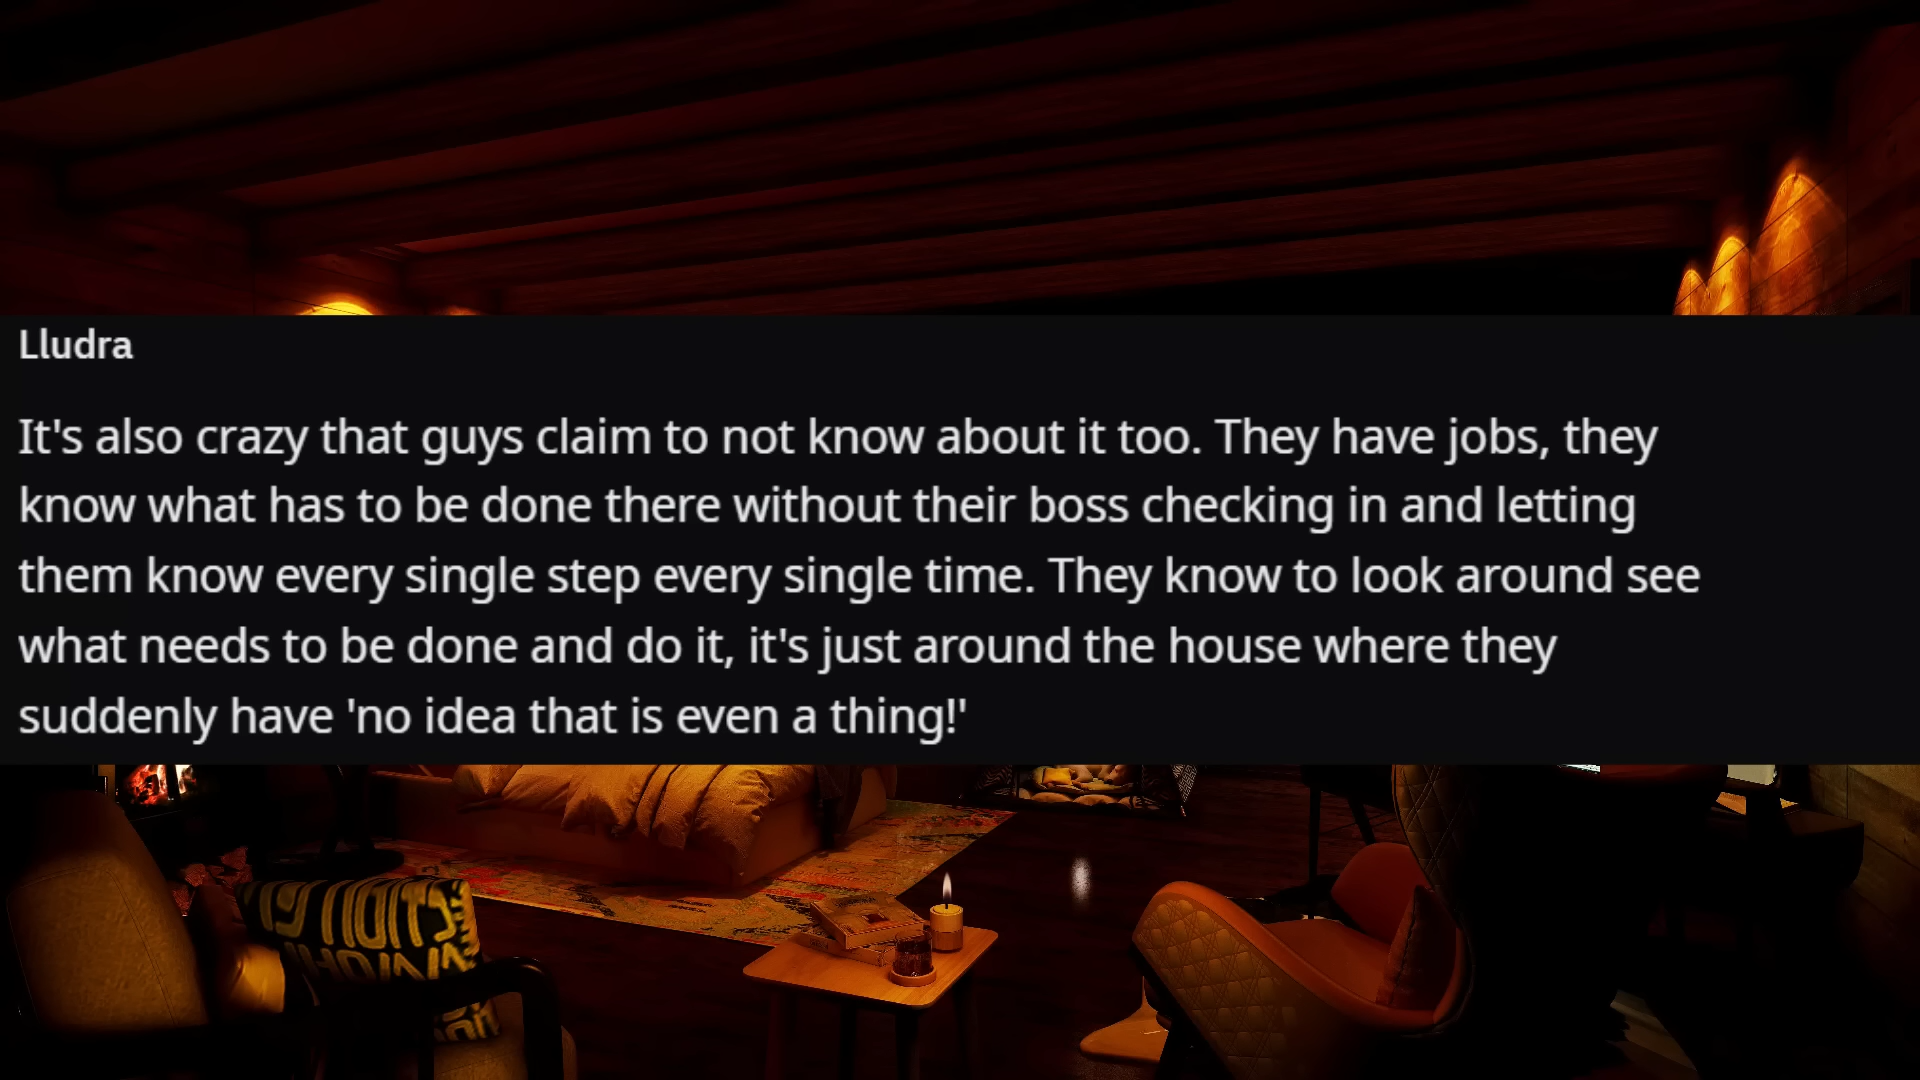 Lludra
It's also crazy that guys claim to not know about it too. They have jobs, they
know what has to be done there without their boss checking in and letting
them know every single step every single time. They know to look around see
what needs to be done and do it, it's just around the house where they
suddenly have 'no idea that is even a thing!'